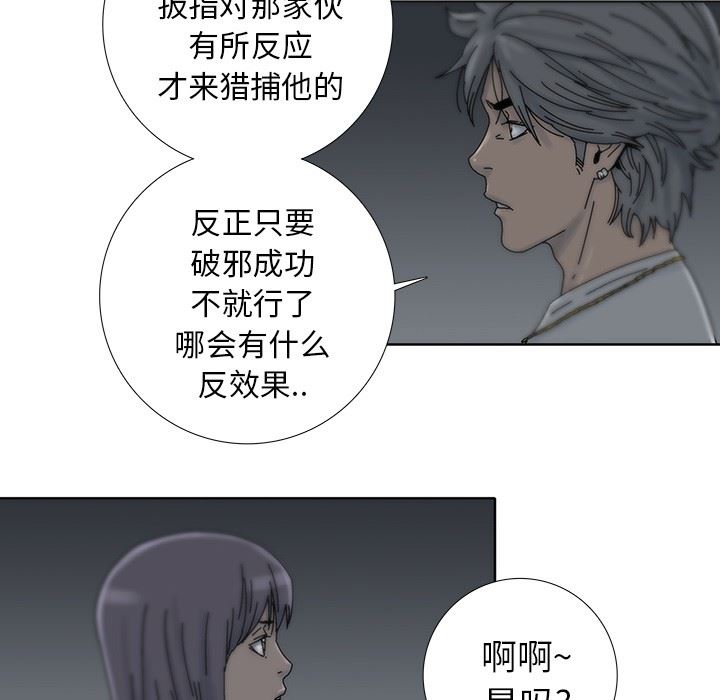 扳指对那家伙
有所反应
才来猎捕他的
反正只要
破邪成功
不就行了
哪会有什么
反效果..
啊啊~
是吗?